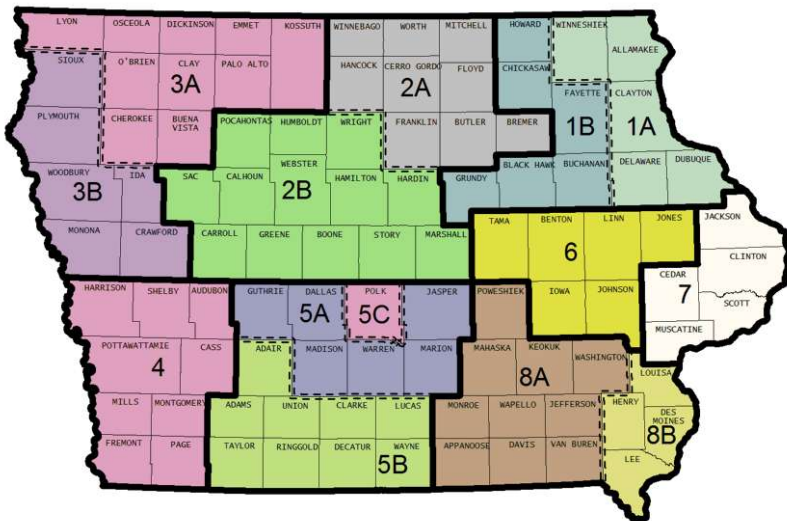 LYON OSCEOLA DICKINSON EMMET KOSSUTH WINNEBAGO WORTH MITCHELL HOWARD WINNESHIEK
ALLAMAKEE
SIOUX O'BRIEN CLAY PALO ALTO HANCOCK CERRO GORDO FLOYD CHICKASAW
3A 2A
FAYETTE CLAYTON
PLYMOUTH CHEROKEE BUENA VISTA POCAHONTAS HUMBOLDT WRIGHT FRANKLIN BUTLER BREMER
1B 1A
WOODBURY IDA SAC CALHOUN WEBSTER HAMILTON HARDIN GRUNDY BLACK HAWK BUCHANAN DELAWARE DUBUQUE
3B 2B
MONONA CRAWFORD CARROLL GREENE BOONE STORY MARSHALL TAMA BENTON LINN JONES JACKSON
6
CLINTON
HARRISON SHELBY AUDUBON GUTHRIE DALLAS POLK JASPER POWESHIEK IOWA JOHNSON CEDAR
7
5A 5C
SCOTT
MUSCATINE
POTTAWATTAMIE CASS ADAIR MADISON WARREN MARION MAHASKA KEOKUK WASHINGTON LOUISA
4 8A
MILLS MONTGOMERY ADAMS UNION CLARKE LUCAS MONROE WAPELLO JEFFERSON HENRY DES MOINES
8B
FREMONT PAGE TAYLOR RINGGOLD DECATUR WAYNE APPANOOSE DAVIS VAN BUREN LEE
5B